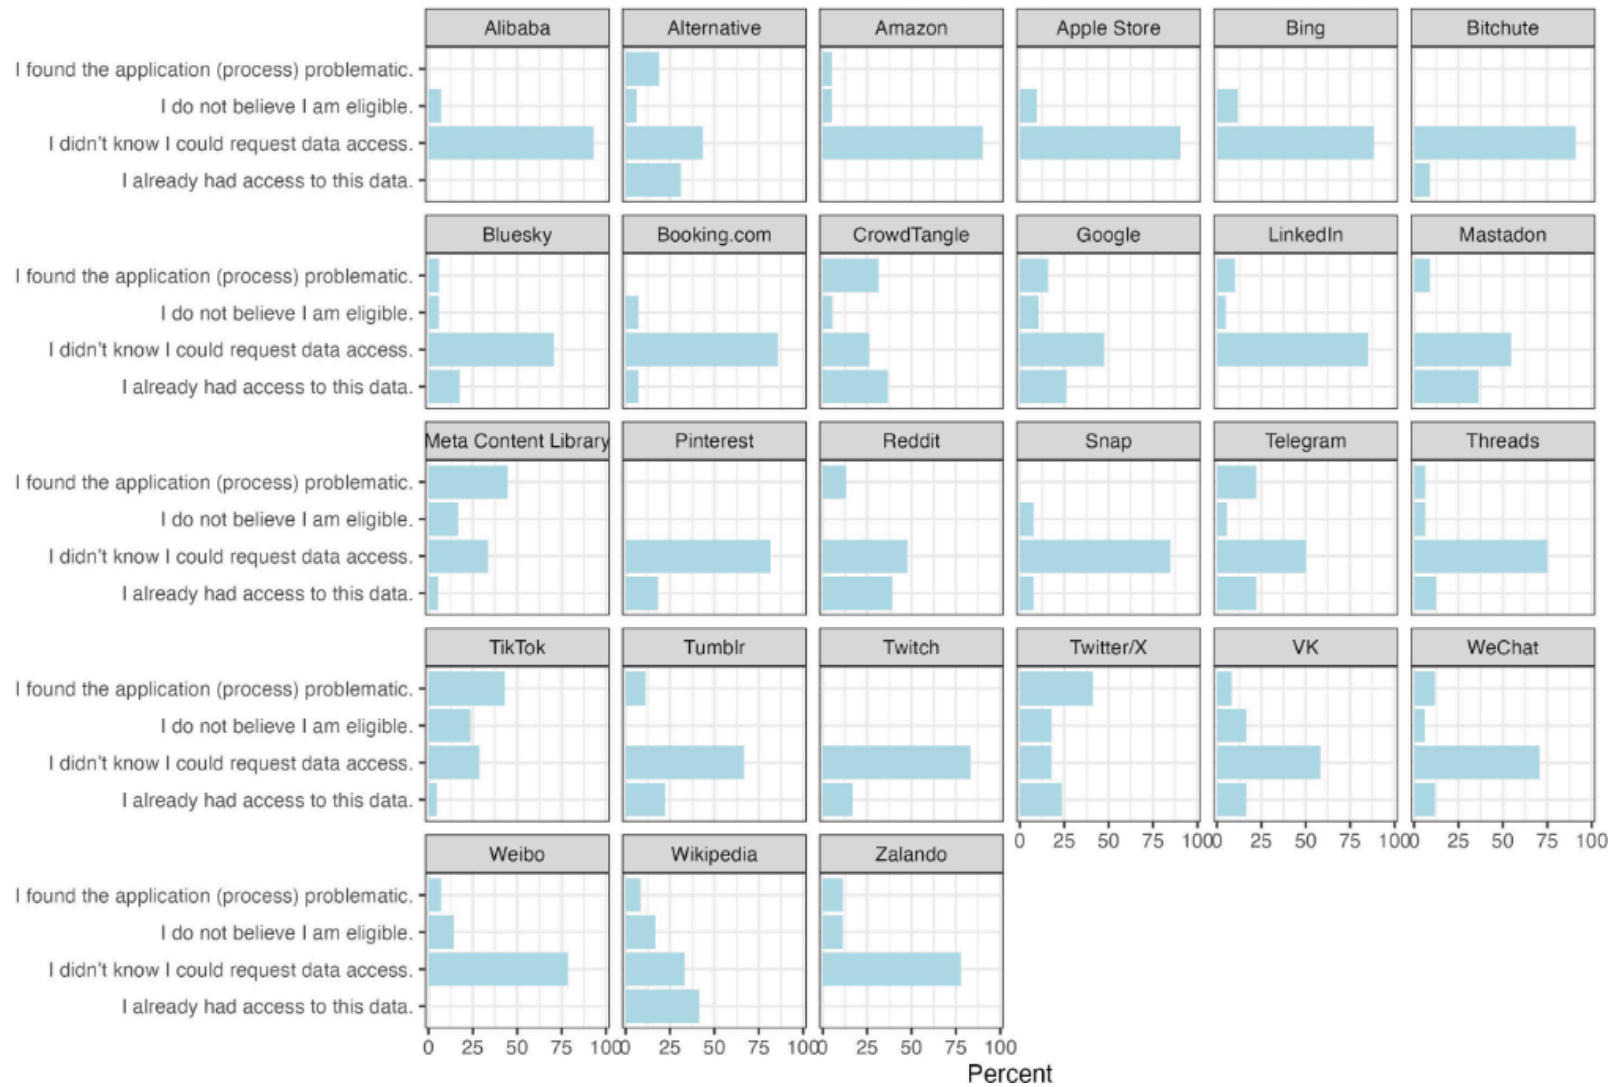 Alibaba Alternative Amazon Apple Store Bing Bitchute
I found the application (process) problematic.
I do not believe I am eligible.
I didn't know I could request data access.
I already had access to this data.
Bluesky Booking.com CrowdTangle Google LinkedIn Mastadon
I found the application (process) problematic.
I do not believe I am eligible.
I didn't know I could request data access.
I already had access to this data.
Meta Content Library Pinterest Reddit Snap Telegram Threads
I found the application (process) problematic.
I do not believe I am eligible.
I didn't know I could request data access.
I already had access to this data.
TikTok Tumblr Twitch Twitter/X VK WeChat
I found the application (process) problematic.
I do not believe I am eligible.
I didn't know I could request data access.
I already had access to this data.
0 25 50 75 100 0 25 50 75 100 0 25 50 75 100
Weibo Wikipedia Zalando
I found the application (process) problematic.
I do not believe I am eligible.
I didn't know I could request data access.
I already had access to this data.
0 25 50 75 100 0 25 50 75 100 0 25 50 75 100
Percent